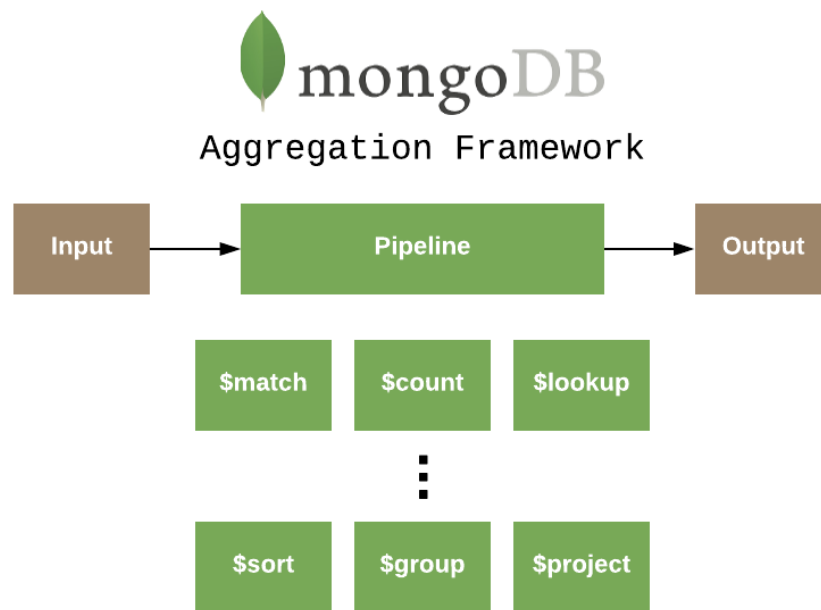 mongoDB
Aggregation Framework
Input
Pipeline
Output
$match
$count
$lookup
$sort
$group
$project